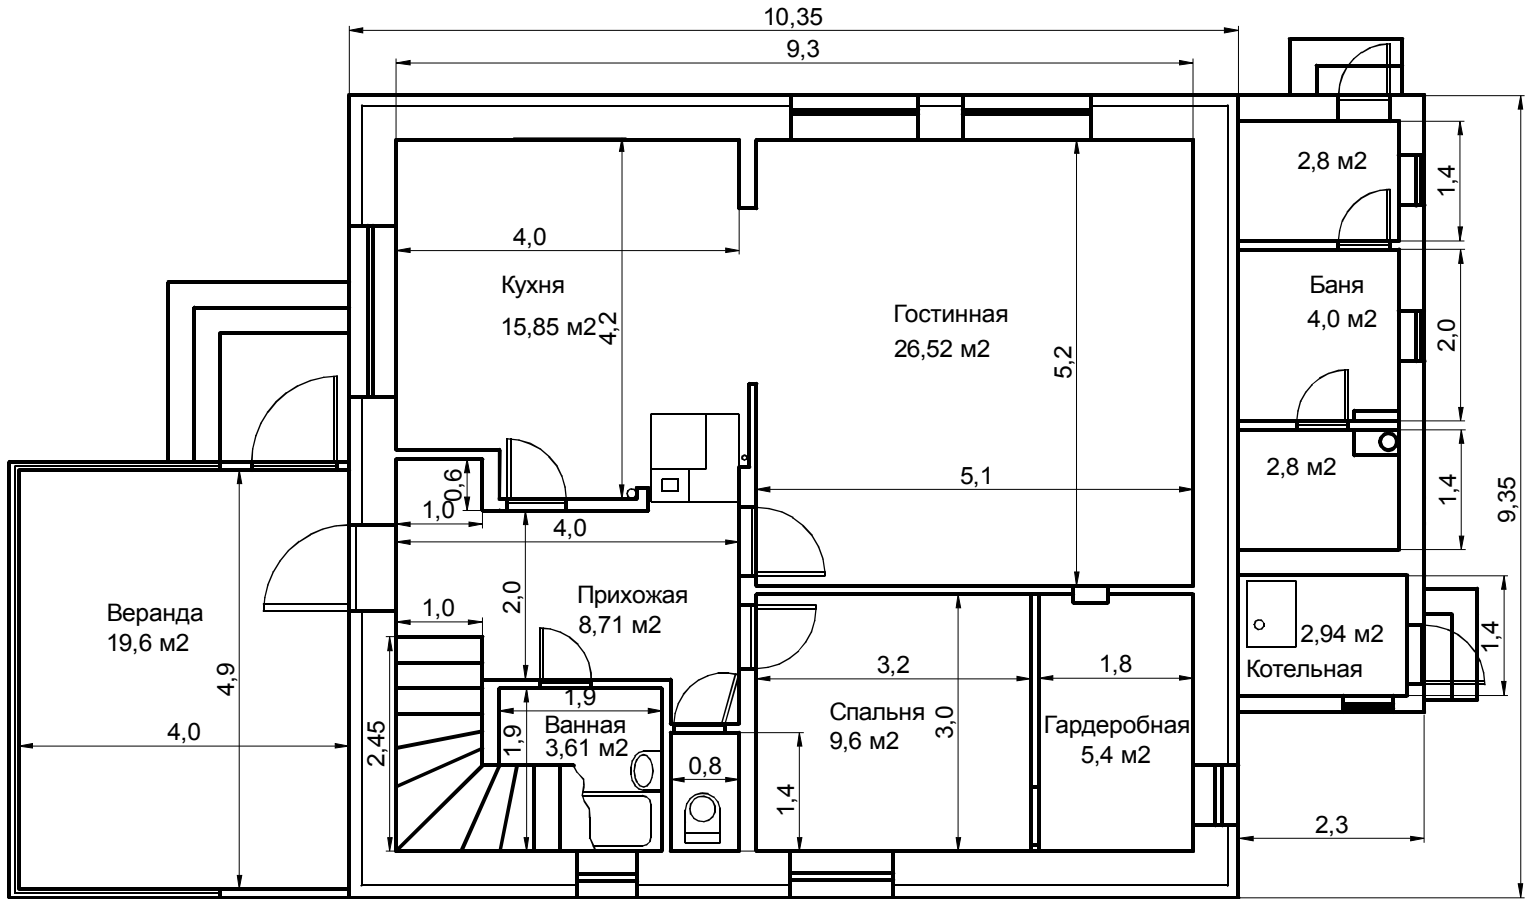 10,35
9,3
2,8 м2
1,4
4,0
Кухня
15,85 м2
4,2
Гостинная
26,52 м2
5,2
Баня
4,0 м2
2,0
5,1
2,8 м2
1,4
9,35
0,6
1,0
4,0
Веранда
19,6 м2
4,9
4,0
1,0
2,0
Прихожая
8,71 м2
2,94 м2
Котельная
1,4
3,2
1,8
2,45
1,9
1,9
Ванная
3,61 м2
0,8
1,4
Спальня
9,6 м2
3,0
Гардеробная
5,4 м2
2,3